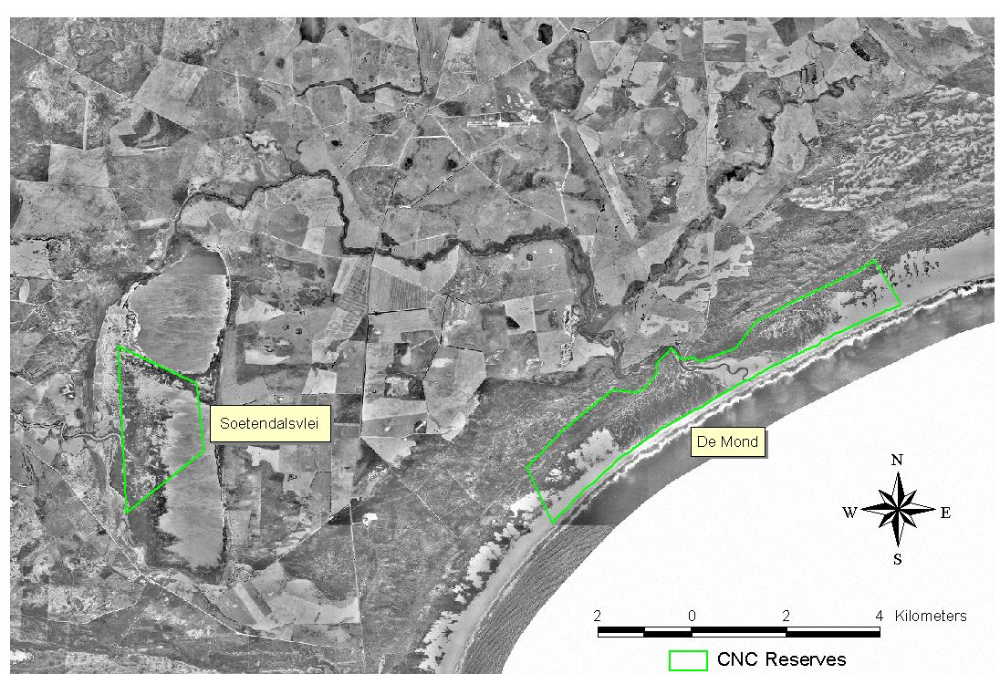 Soetendalsvlei
De Mond
N
W E
S
2 0 2 4 Kilometers
CNC Reserves